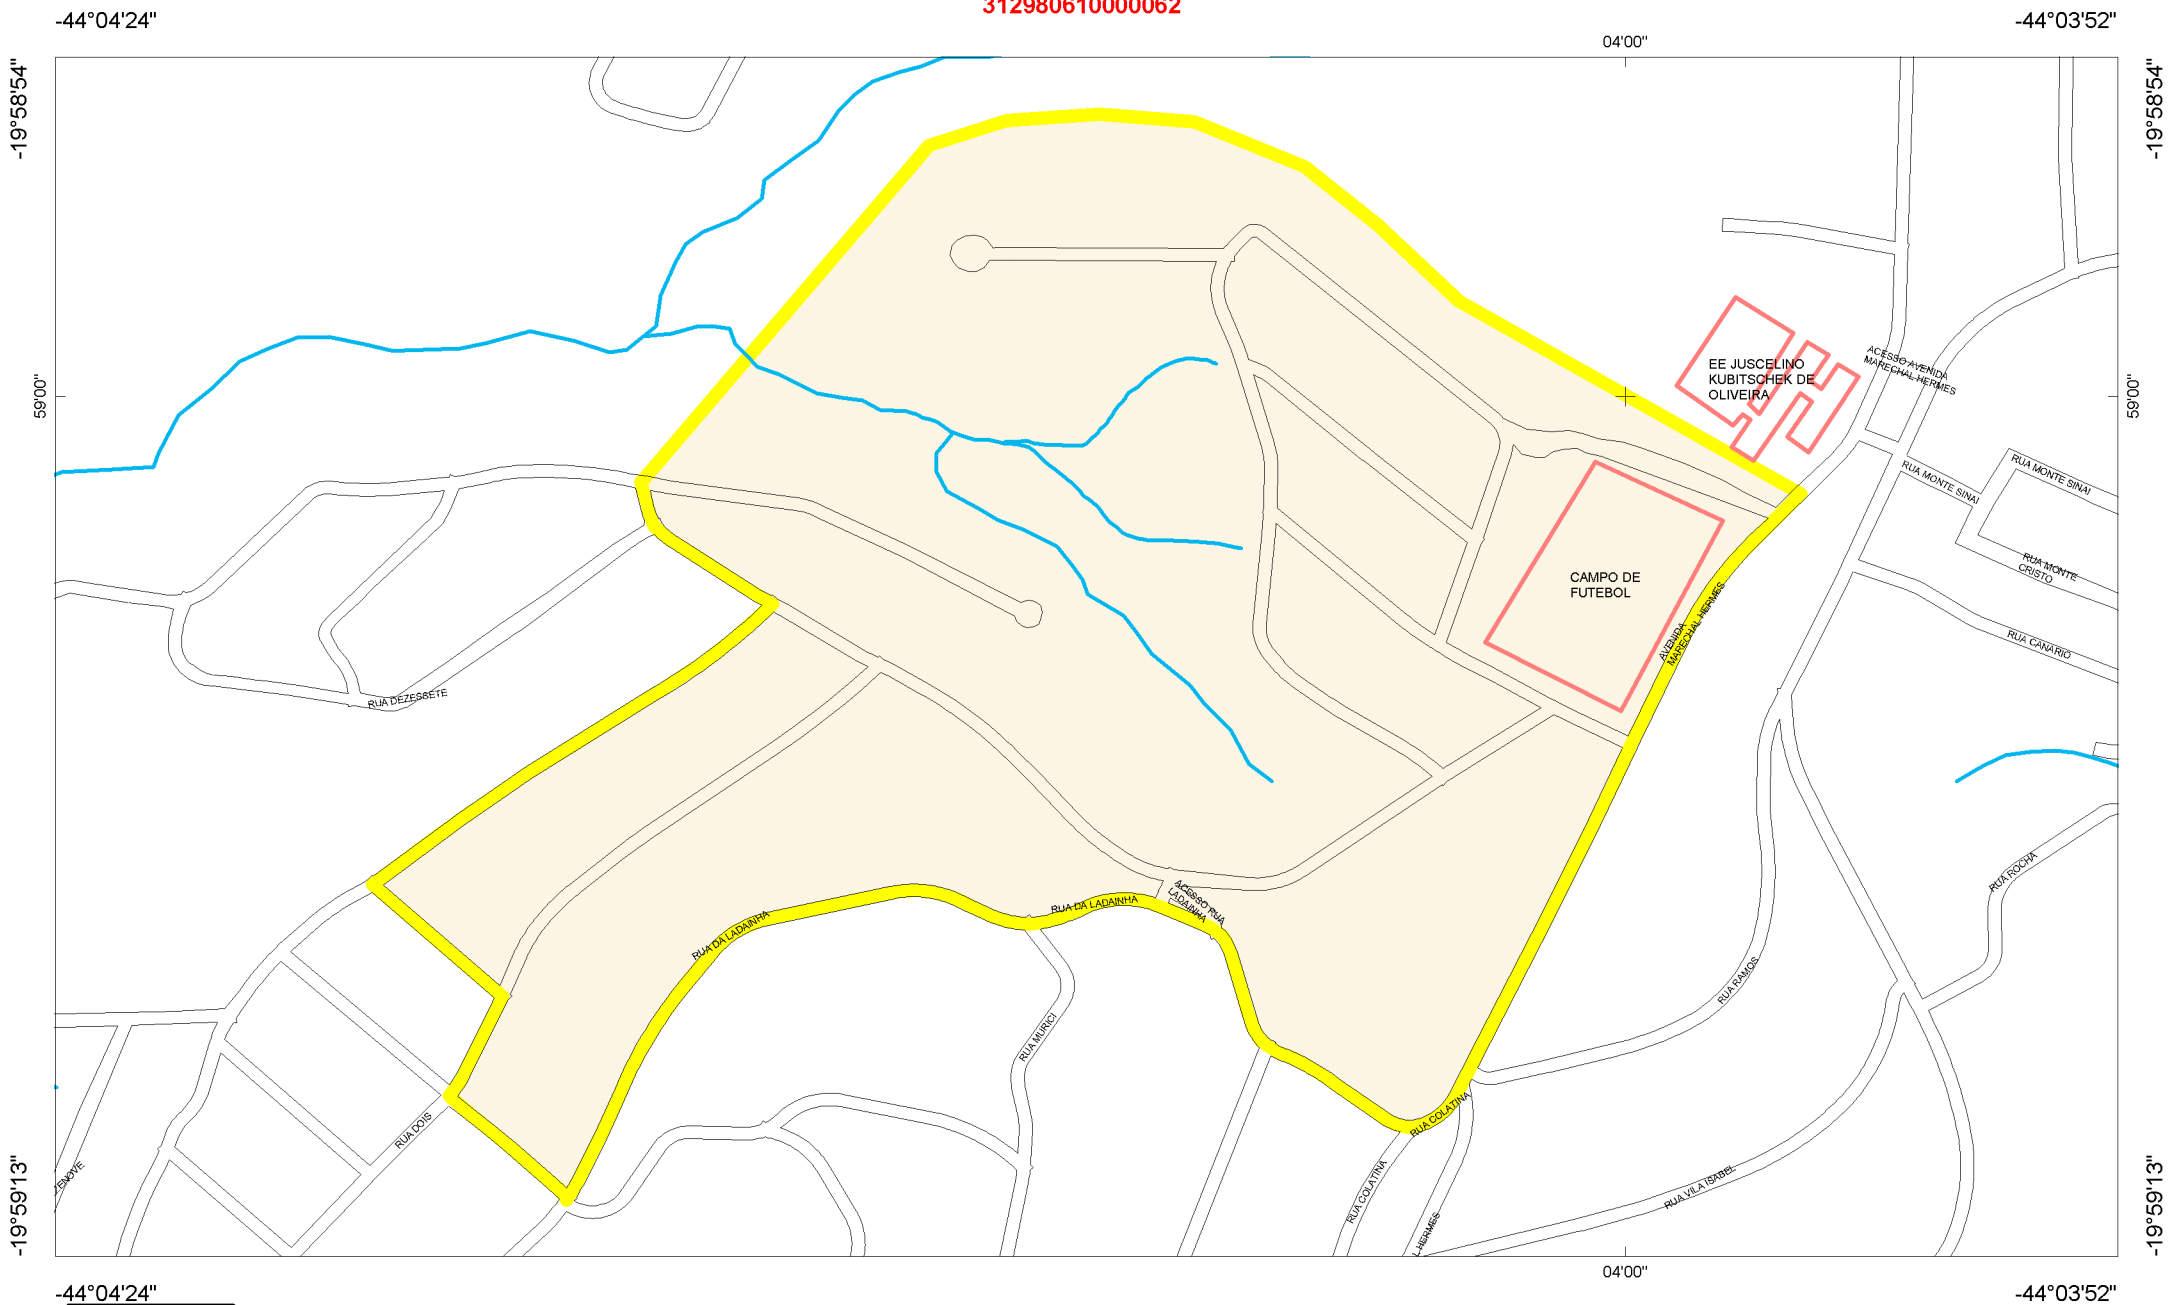 312980610000062
-44°04'24"
-44°03'52"
04'00"
-19°58'54"
-19°58'54"
59'00"
59'00"
EE JUSCELINO
KUBITSCHEK DE
OLIVEIRA
ACESSO AVENIDA
MARECHAL HERMES
RUA MONTE SINAI
RUA MONTE SINAI
RUA MONTE
CRISTO
CAMPO DE
FUTEBOL
AVENIDA
MARECHAL HERMES
RUA CANARIO
RUA DEZESSETE
RUA ROCHA
ACESSO RUA
LADAINHA
RUA DA LADAINHA
RUA DA LADAINHA
RUA RAMOS
RUA MURICI
RUA DOIS
RUA COLATINA
RUA COLATINA
RUA VILA ISABEL
ZENOVE
L HERMES
-19°59'13"
-19°59'13"
04'00"
-44°04'24"
-44°03'52"